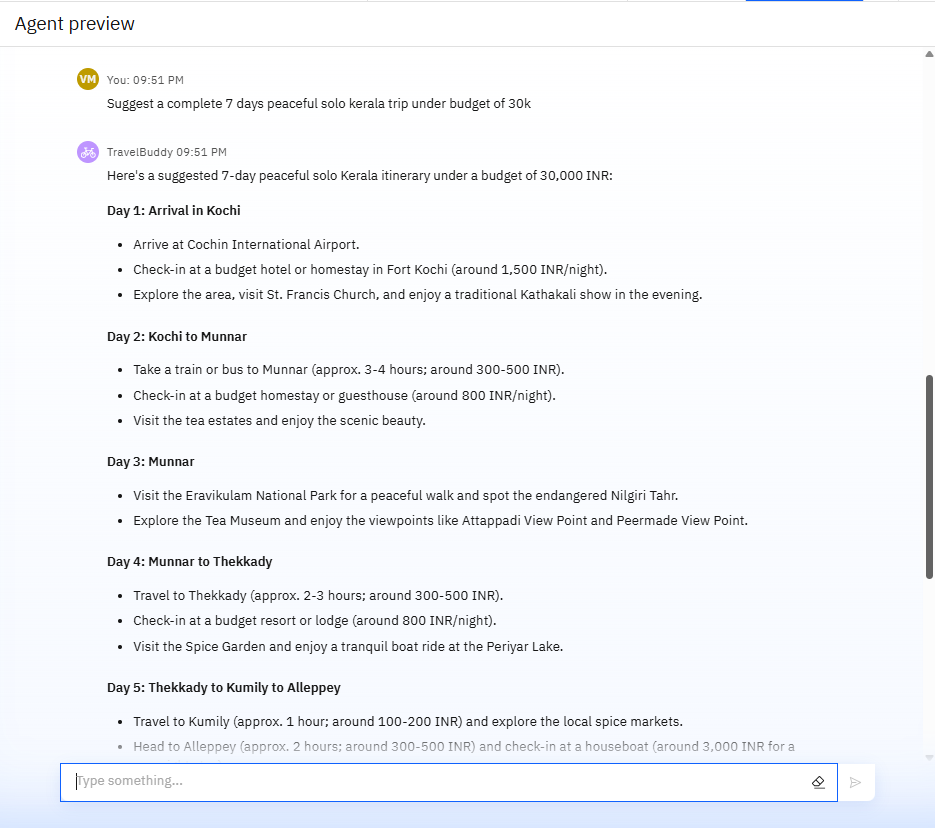 Agent preview
VM You: 09:51 PM
Suggest a complete 7 days peaceful solo kerala trip under budget of 30k
TravelBuddy 09:51 PM
Here's a suggested 7-day peaceful solo Kerala itinerary under a budget of 30,000 INR:
Day 1: Arrival in Kochi
• Arrive at Cochin International Airport.
• Check-in at a budget hotel or homestay in Fort Kochi (around 1,500 INR/night).
• Explore the area, visit St. Francis Church, and enjoy a traditional Kathakali show in the evening.
Day 2: Kochi to Munnar
• Take a train or bus to Munnar (approx. 3-4 hours; around 300-500 INR).
• Check-in at a budget homestay or guesthouse (around 800 INR/night).
• Visit the tea estates and enjoy the scenic beauty.
Day 3: Munnar
• Visit the Eravikulam National Park for a peaceful walk and spot the endangered Nilgiri Tahr.
• Explore the Tea Museum and enjoy the viewpoints like Attappadi View Point and Peermade View Point.
Day 4: Munnar to Thekkady
• Travel to Thekkady (approx. 2-3 hours; around 300-500 INR).
• Check-in at a budget resort or lodge (around 800 INR/night).
• Visit the Spice Garden and enjoy a tranquil boat ride at the Periyar Lake.
Day 5: Thekkady to Kumily to Alleppey
• Travel to Kumily (approx. 1 hour; around 100-200 INR) and explore the local spice markets.
• Head to Alleppey (approx. 2 hours; around 300-500 INR) and check-in at a houseboat (around 3,000 INR for a
Type something...